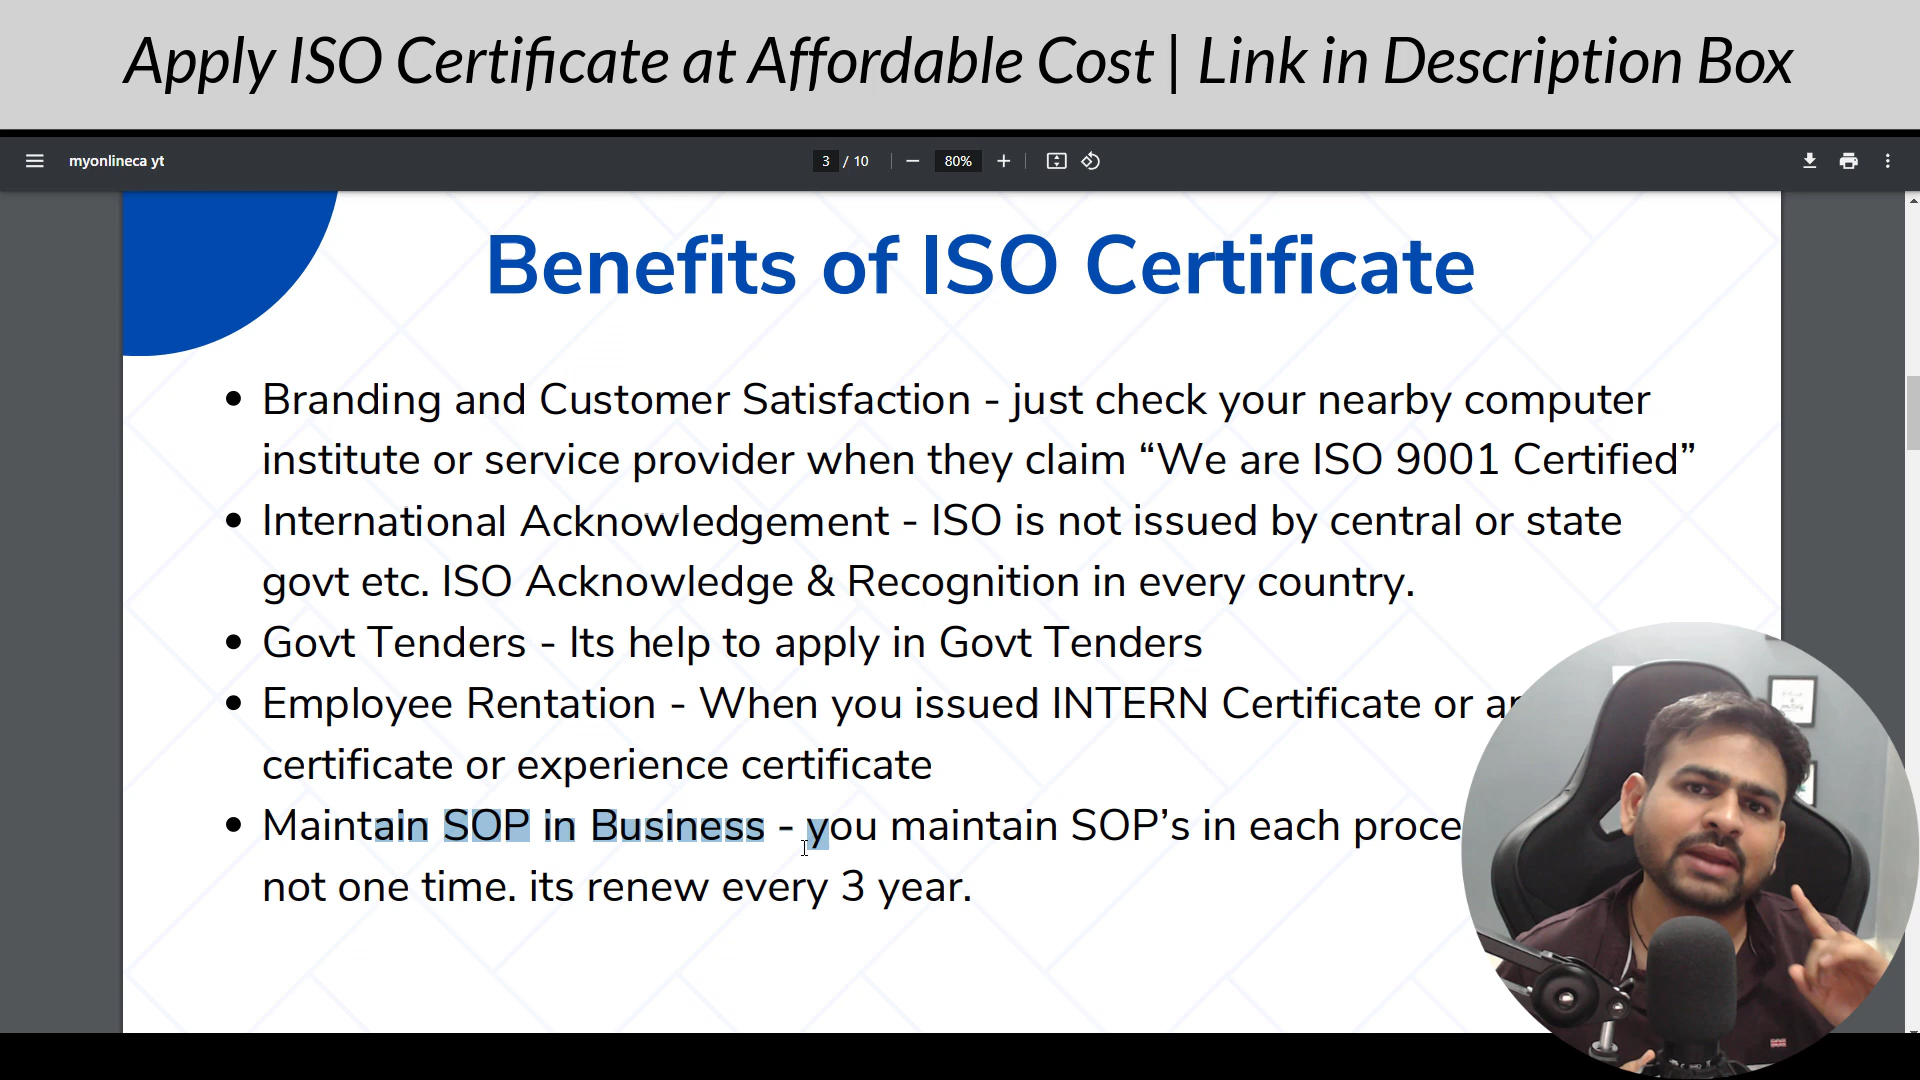 Apply ISO Certificate at Affordable Cost | Link in Description Box
myonlineca yt
3 / 10
80%
Benefits of ISO Certificate
• Branding and Customer Satisfaction - just check your nearby computer
institute or service provider when they claim “We are ISO 9001 Certified”
• International Acknowledgement - ISO is not issued by central or state
govt etc. ISO Acknowledge & Recognition in every country.
• Govt Tenders - Its help to apply in Govt Tenders
• Employee Rentation - When you issued INTERN Certificate or
certificate or experience certificate
• Maintain SOP in Business - you maintain SOP’s in each
not one time. its renew every 3 year.